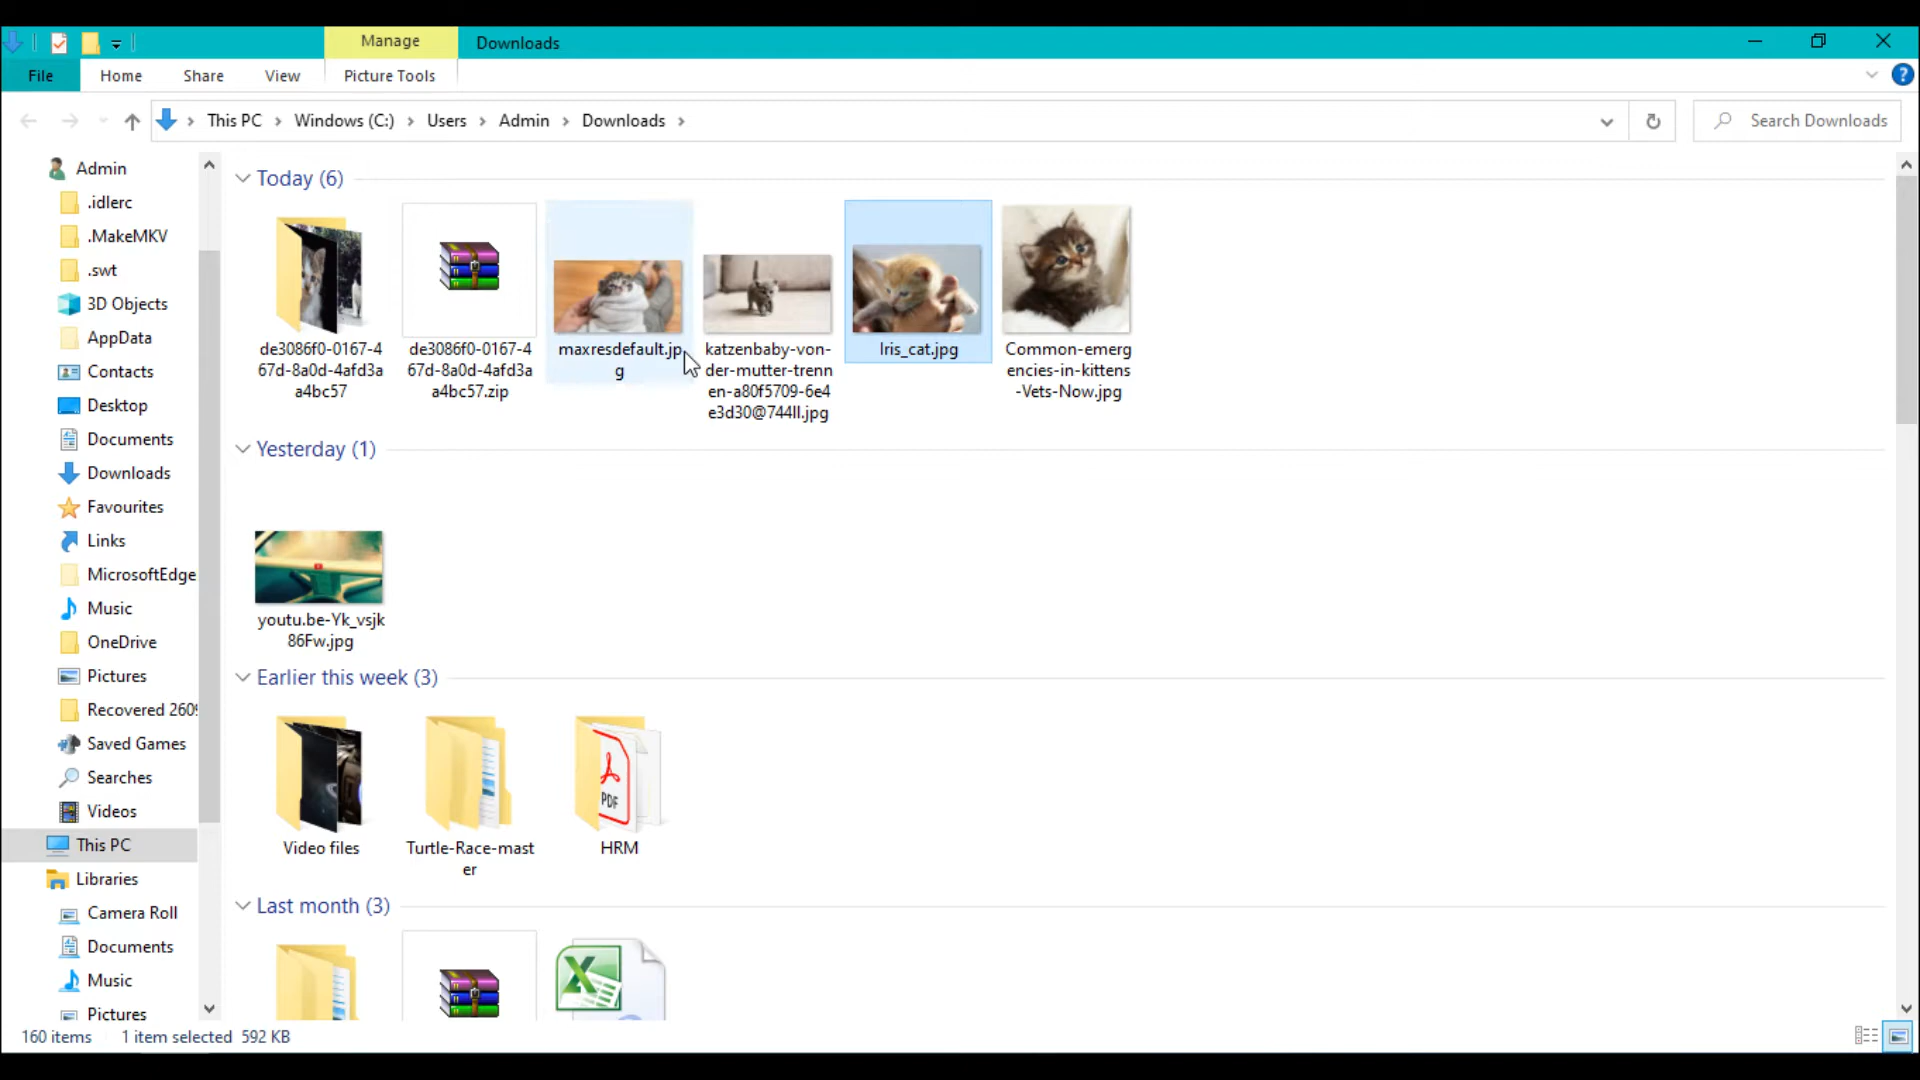 Manage
Downloads
File
Home
Share
View
Picture Tools
This PC
Windows (C:)
Users
Admin
Downloads
Search Downloads
Admin
.idlerc
.MakeMKV
.swt
3D Objects
AppData
Contacts
Desktop
Documents
Downloads
Favourites
Links
MicrosoftEdge
Music
OneDrive
Pictures
Recovered 2609
Saved Games
Searches
Videos
This PC
Libraries
Camera Roll
Documents
Music
Pictures
Today (6)
de3086f0-0167-4
67d-8a0d-4afd3a
a4bc57
de3086f0-0167-4
67d-8a0d-4afd3a
a4bc57.zip
maxresdefault.jp
g
katzenbaby-von-
der-mutter-trenn
en-a80f5709-6e4
e3d30@744ll.jpg
Iris_cat.jpg
Common-emerg
encies-in-kittens
-Vets-Now.jpg
Yesterday (1)
youtu.be-Yk_vsjk
86Fw.jpg
Earlier this week (3)
Video files
Turtle-Race-mast
er
PDF
HRM
Last month (3)
160 items
1 item selected 592 KB